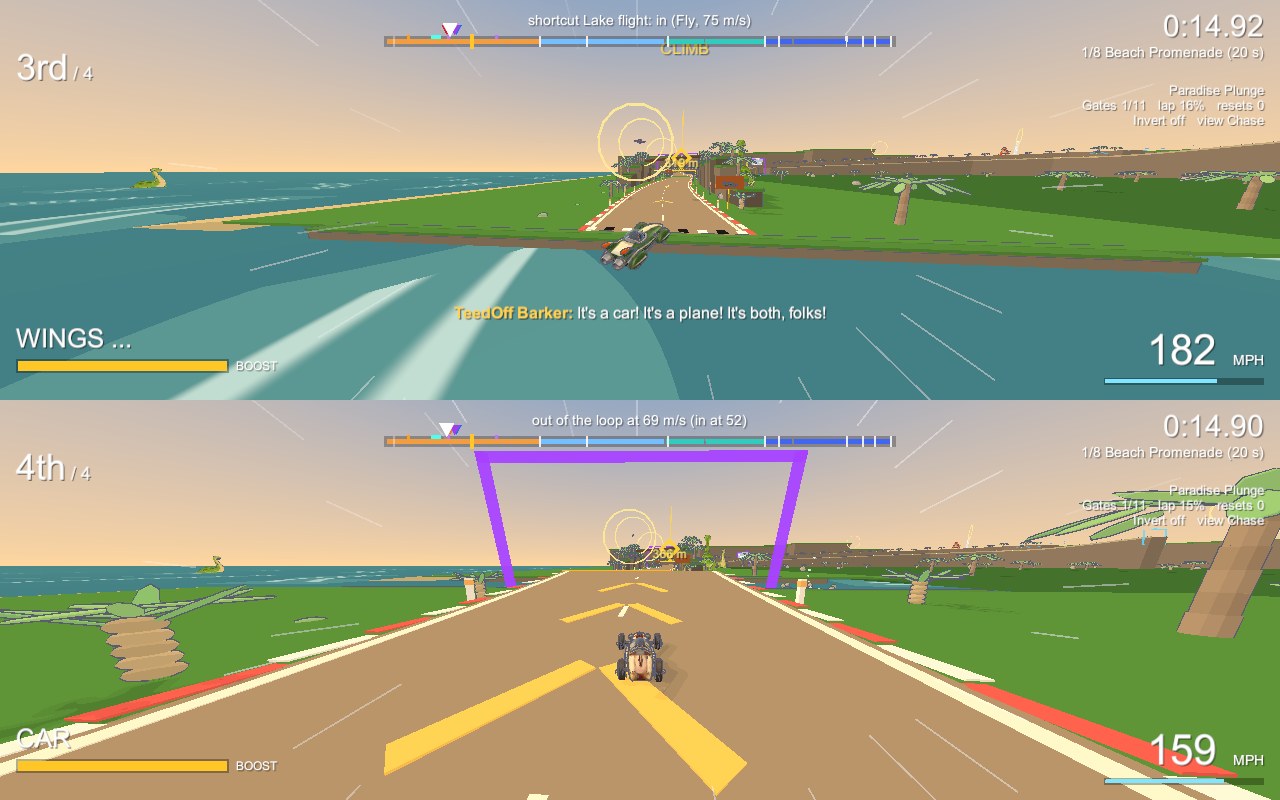 shortcut Lake flight: in (Fly, 75 m/s)
0:14.92
CLIMB
1/8 Beach Promenade (20 s)
3rd / 4
Paradise Plunge
Gates 1/11 lap 16% resets 0
Invert off view Chase
TeedOff Barker: It's a car! It's a plane! It's both, folks!
WINGS ...
BOOST
182 MPH
out of the loop at 69 m/s (in at 52)
0:14.90
1/8 Beach Promenade (20 s)
4th / 4
Paradise Plunge
Gates 1/11 lap 15% resets 0
Invert off view Chase
CAR
BOOST
159 MPH